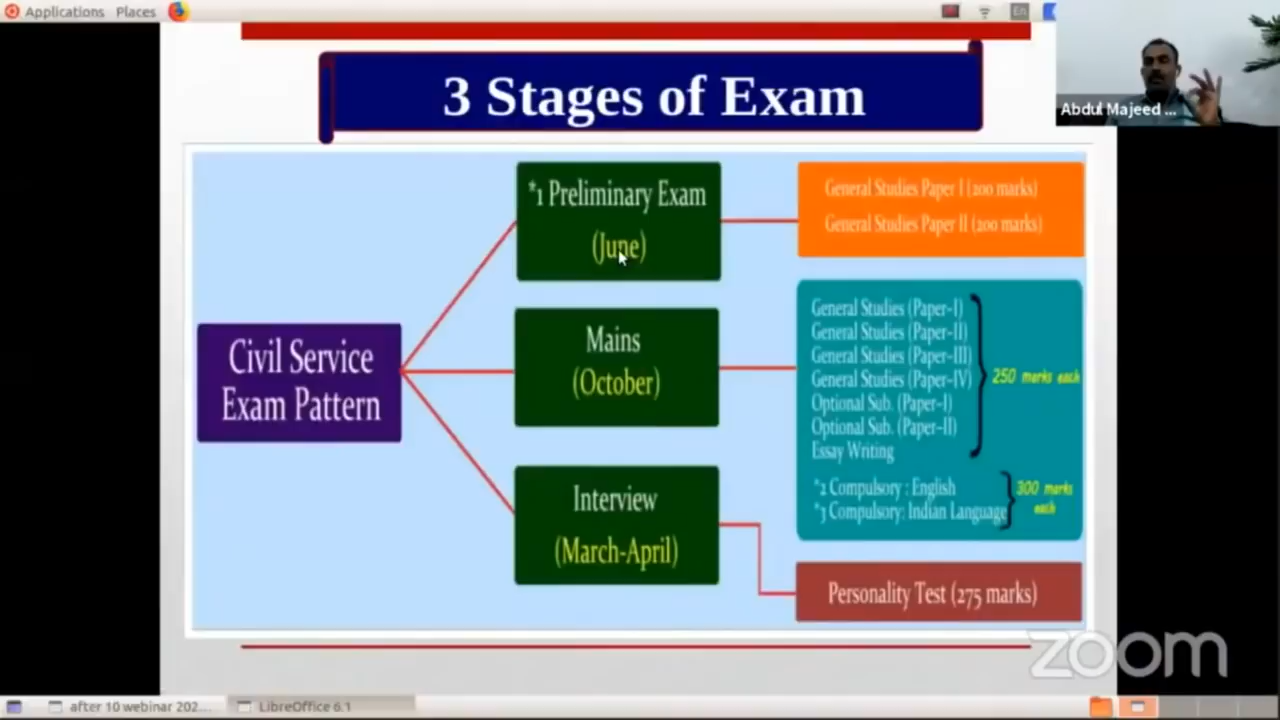 Applications Places
En
Abdul Majeed ...
3 Stages of Exam
Civil Service
Exam Pattern
*1 Preliminary Exam
(June)
General Studies Paper I (200 marks)
General Studies Paper II (200 marks)
Mains
(October)
General Studies (Paper-I)
General Studies (Paper-II)
General Studies (Paper-III)
General Studies (Paper-IV)
Optional Sub. (Paper-I)
Optional Sub. (Paper-II)
Essay Writing
250 marks each
*2 Compulsory : English
*3 Compulsory: Indian Language
300 marks
each
Interview
(March-April)
Personality Test (275 marks)
zoom
after 10 webinar 202...
LibreOffice 6.1